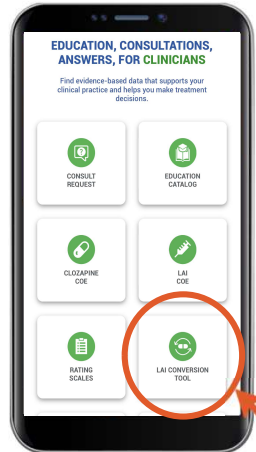 EDUCATION, CONSULTATIONS,
ANSWERS, FOR CLINICIANS
Find evidence-based data that supports your
clinical practice and helps you make treatment
decisions.
CONSULT
REQUEST
EDUCATION
CATALOG
CLOZAPINE
COE
LAI
COE
RATING
SCALES
LAI CONVERSION
TOOL